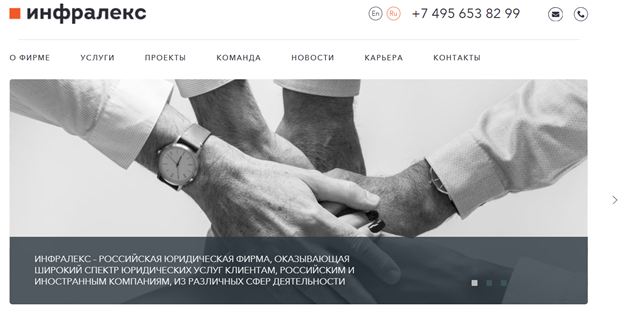 инфралекс
En
Ru
+7 495 653 82 99
О ФИРМЕ УСЛУГИ ПРОЕКТЫ КОМАНДА НОВОСТИ КАРЬЕРА КОНТАКТЫ
ИНФРАЛЕКС – РОССИЙСКАЯ ЮРИДИЧЕСКАЯ ФИРМА, ОКАЗЫВАЮЩАЯ
ШИРОКИЙ СПЕКТР ЮРИДИЧЕСКИХ УСЛУГ КЛИЕНТАМ, РОССИЙСКИМ И
ИНОСТРАННЫМ КОМПАНИЯМ, ИЗ РАЗЛИЧНЫХ СФЕР ДЕЯТЕЛЬНОСТИ